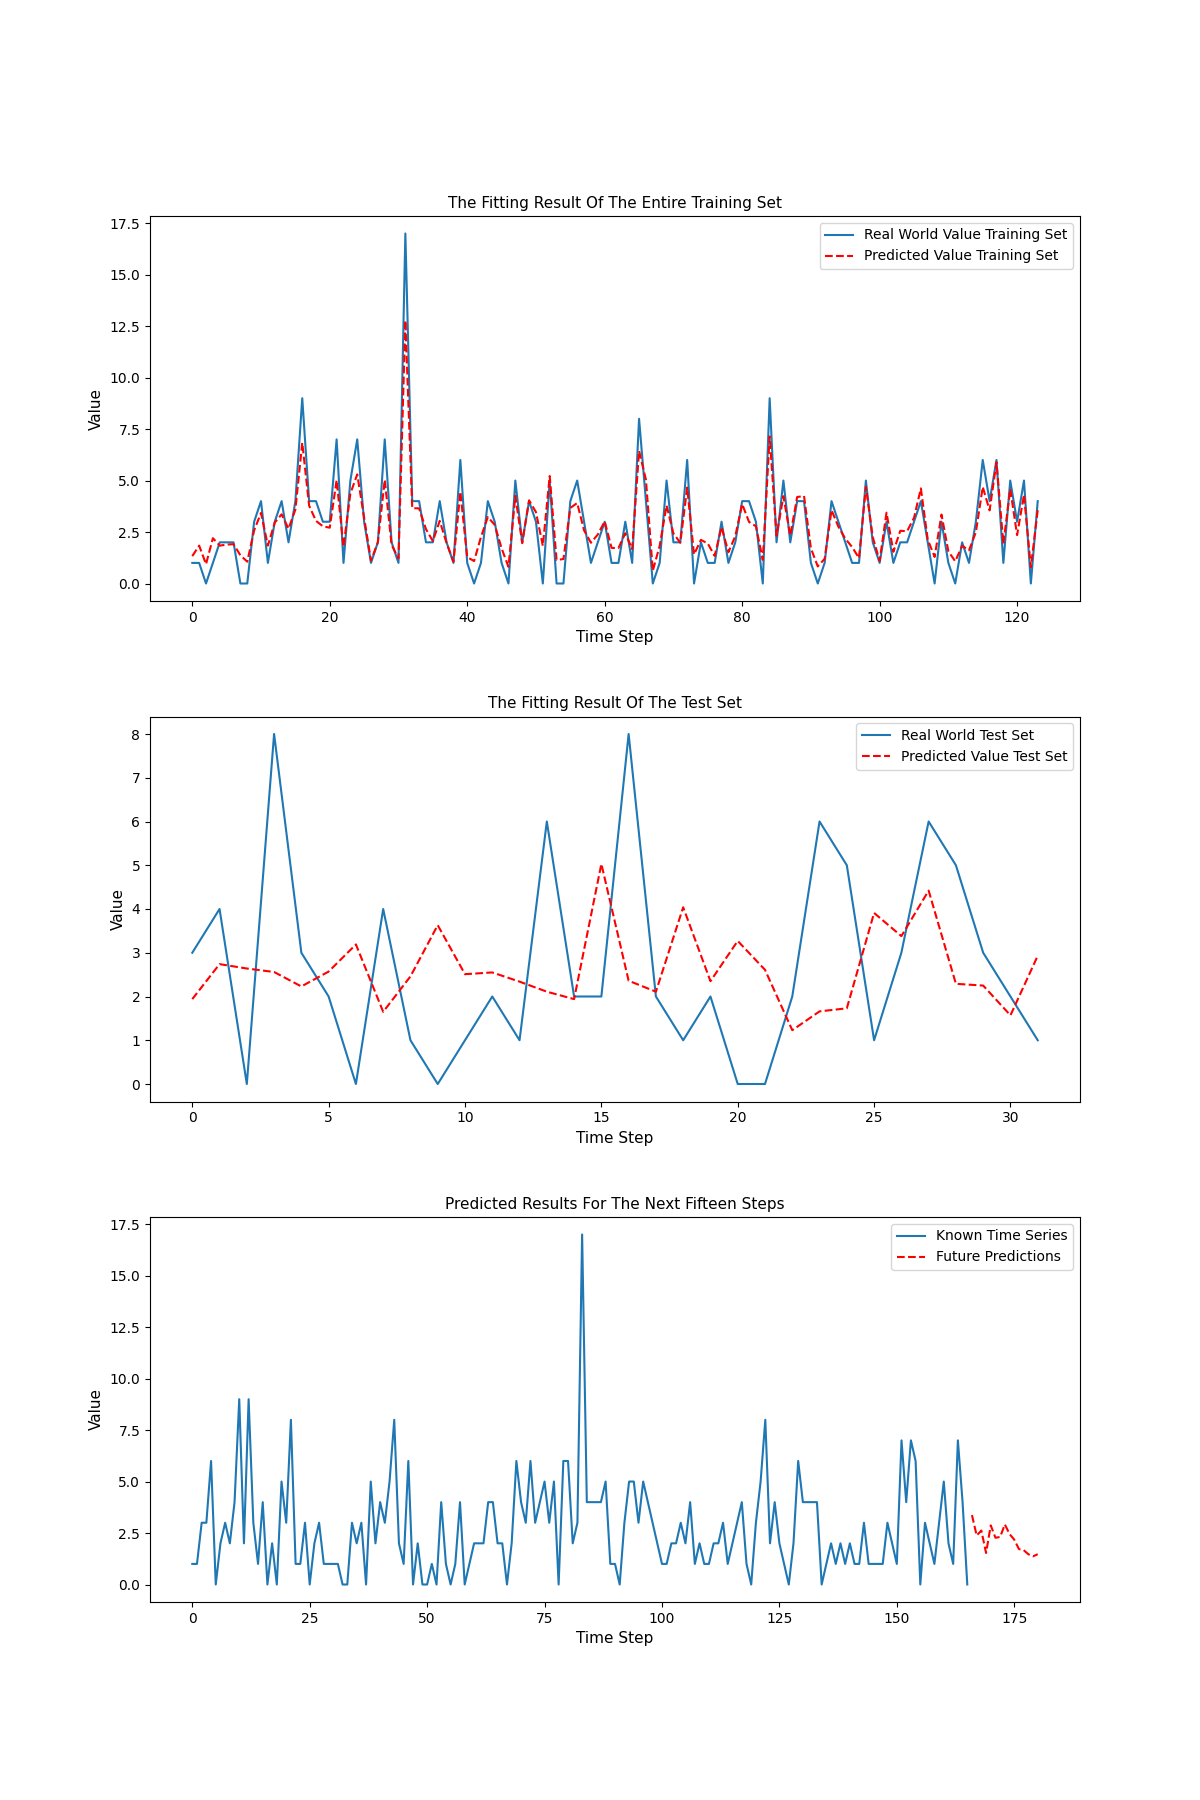 The Fitting Result Of The Entire Training Set
17.5
15.0
12.5
10.0
7.5
5.0
2.5
0.0
Value
Real World Value Training Set
Predicted Value Training Set
0 20 40 60 80 100 120
Time Step
The Fitting Result Of The Test Set
8
7
6
5
4
3
2
1
0
Value
Real World Test Set
Predicted Value Test Set
0 5 10 15 20 25 30
Time Step
Predicted Results For The Next Fifteen Steps
17.5
15.0
12.5
10.0
7.5
5.0
2.5
0.0
Value
Known Time Series
Future Predictions
0 25 50 75 100 125 150 175
Time Step